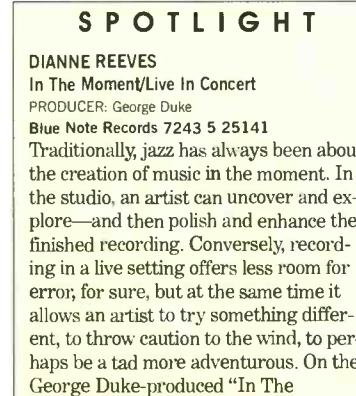 SPOTLIGHT
DIANNE REEVES
In The Moment/Live In Concert
PRODUCER: George Duke
Blue Note Records 7243 5 25141
Traditionally, jazz has always been abou
the creation of music in the moment. In
the studio, an artist can uncover and ex-
plore—and then polish and enhance the
finished recording. Conversely, record-
ing in a live setting offers less room for
error, for sure, but at the same time it
allows an artist to try something differ-
ent, to throw caution to the wind, to per-
haps be a tad more adventurous. On the
George Duke-produced “In The